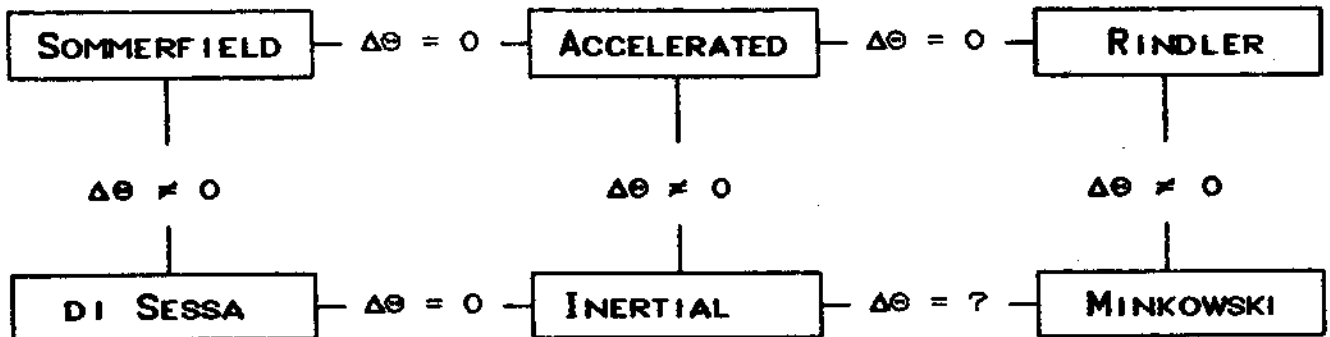 SOMMERFIELD ΔΘ = 0 ACCELERATED ΔΘ = 0 RINDLER
ΔΘ ≠ 0 ΔΘ ≠ 0 ΔΘ ≠ 0
DI SESSA ΔΘ = 0 INERTIAL ΔΘ = ? MINKOWSKI